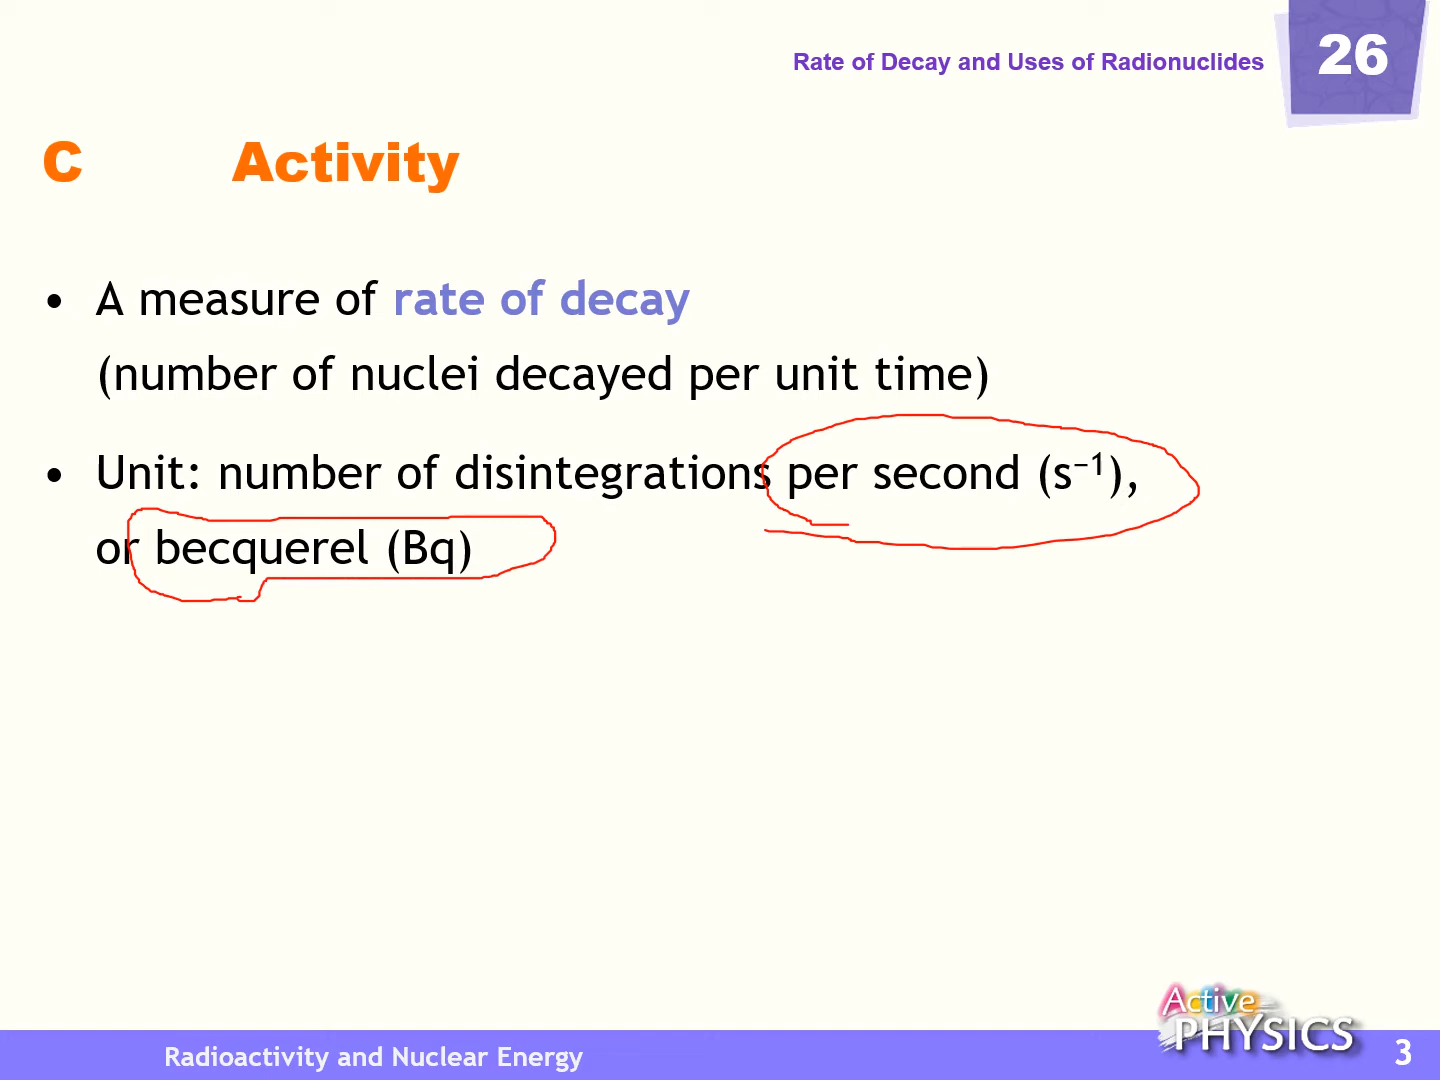 Rate of Decay and Uses of Radionuclides 26
C Activity
• A measure of rate of decay
(number of nuclei decayed per unit time)
• Unit: number of disintegrations per second (s⁻¹),
or becquerel (Bq)
Active
PHYSICS
Radioactivity and Nuclear Energy 3